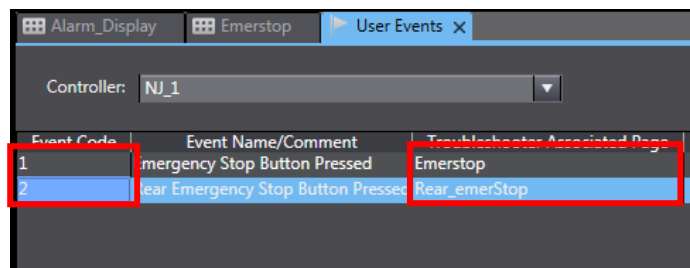 Alarm_Display Emerstop User Events
Controller: NJ_1
Event Code Event Name/Comment Troubleshooter Associated Page
1 Emergency Stop Button Pressed Emerstop
2 Rear Emergency Stop Button Pressed Rear_emerStop